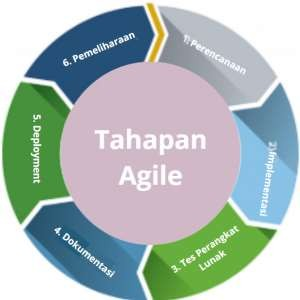 Tahapan
Agile
1. Perencanaan
2. Implementasi
3. Tes Perangkat
Lunak
4. Dokumentasi
5. Deployment
6. Pemeliharaan